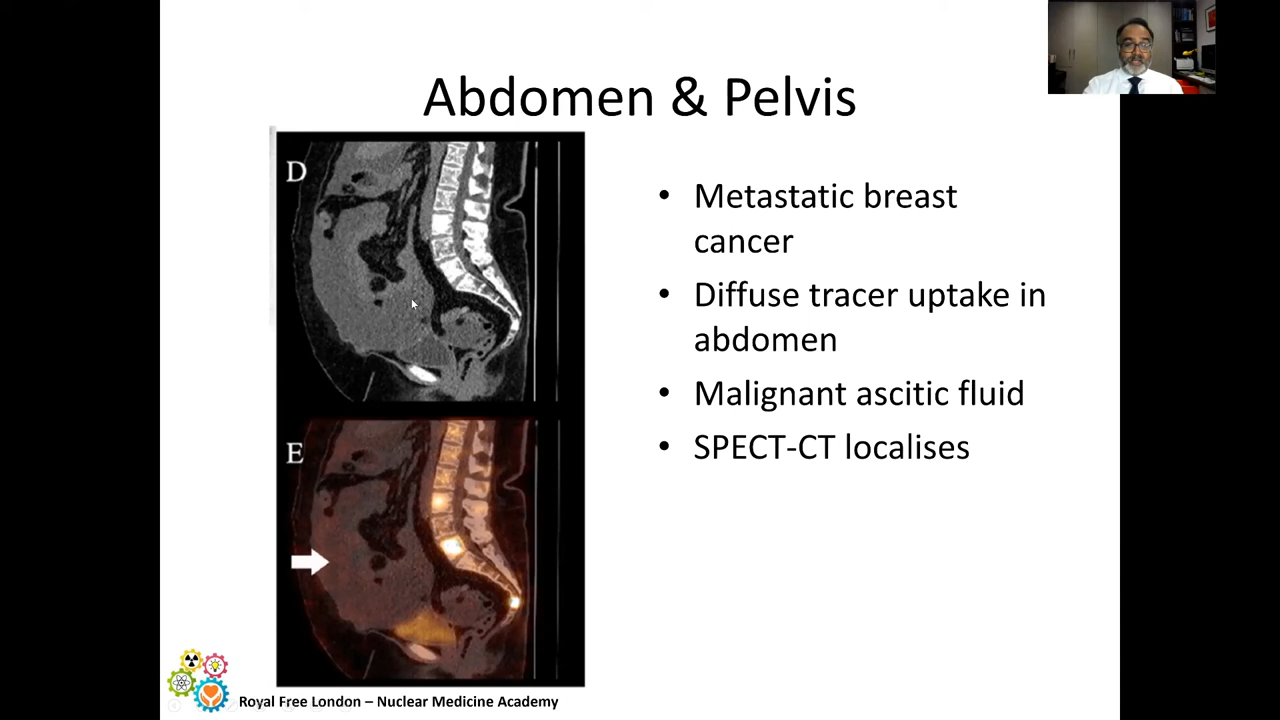 Abdomen & Pelvis
D
• Metastatic breast
cancer
• Diffuse tracer uptake in
abdomen
• Malignant ascitic fluid
• SPECT-CT localises
E
Royal Free London – Nuclear Medicine Academy